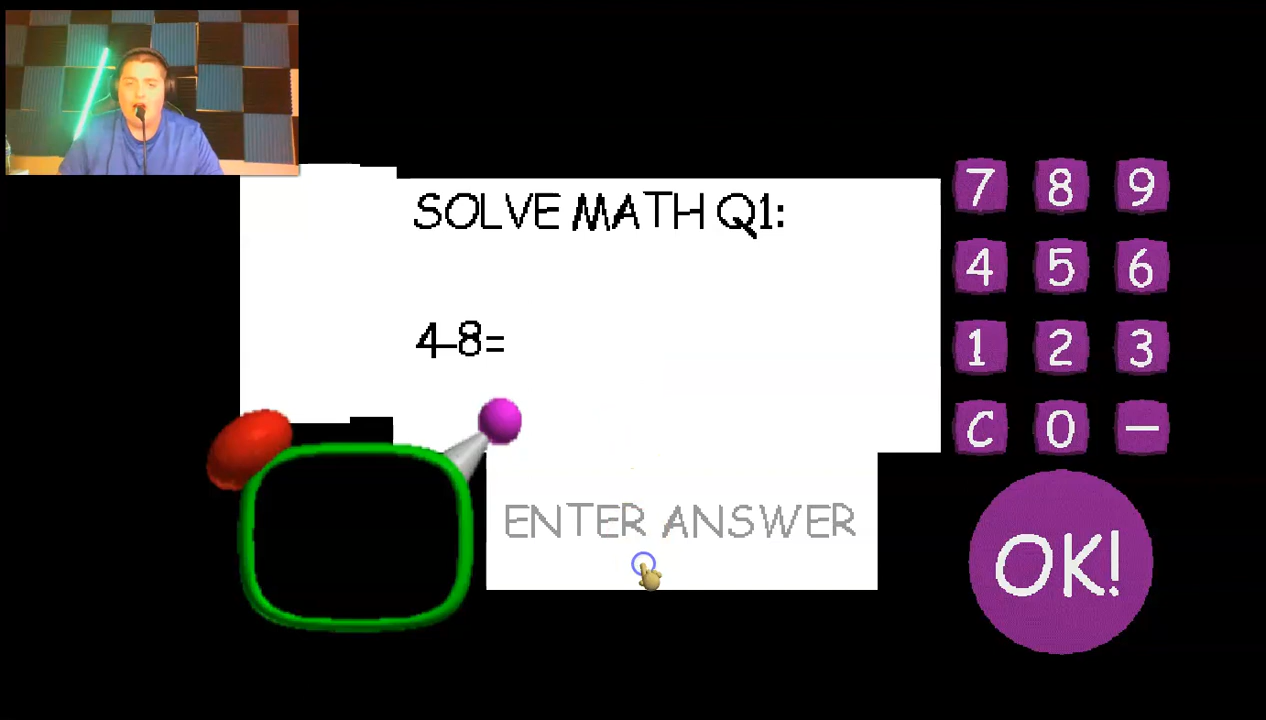 SOLVE MATH Q1:
4-8=
ENTER ANSWER
7 8 9
4 5 6
1 2 3
C 0 -
OK!